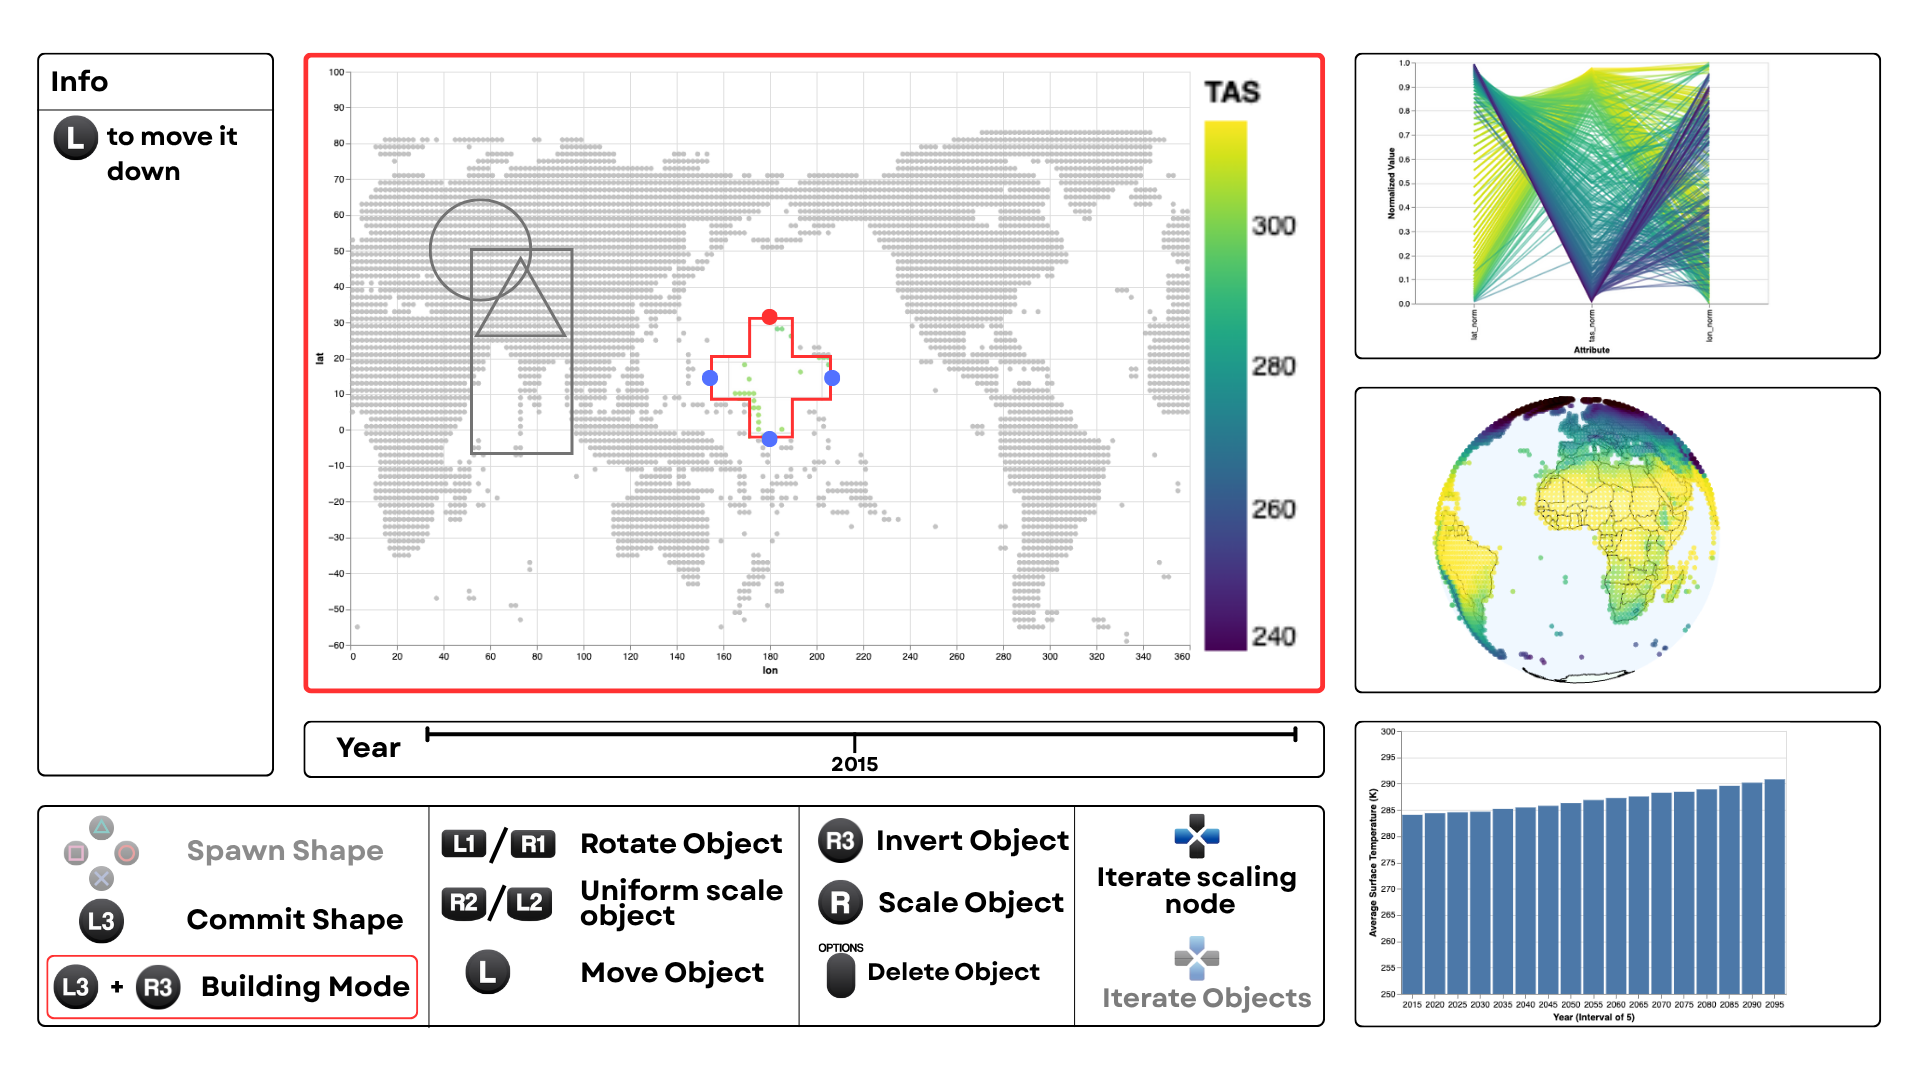 Info
L to move it
down
TAS
300
280
260
240
100
90
80
70
60
50
40
30
20
10
0
−10
−20
−30
−40
−50
−60
lat
0 20 40 60 80 100 120 140 160 180 200 220 240 260 280 300 320 340 360
lon
Year
2015
Spawn Shape
L3 Commit Shape
L3 + R3 Building Mode
L1 / R1 Rotate Object
R2 / L2 Uniform scale
object
L Move Object
R3 Invert Object
R Scale Object
OPTIONS
Delete Object
Iterate scaling
node
Iterate Objects
1.0
0.9
0.8
0.7
0.6
0.5
0.4
0.3
0.2
0.1
0.0
Normalized Value
lat_norm tas_norm lon_norm
Attribute
300
295
290
285
280
275
270
265
260
255
250
Average Surface Temperature (K)
2015 2020 2025 2030 2035 2040 2045 2050 2055 2060 2065 2070 2075 2080 2085 2090 2095
Year (Interval of 5)